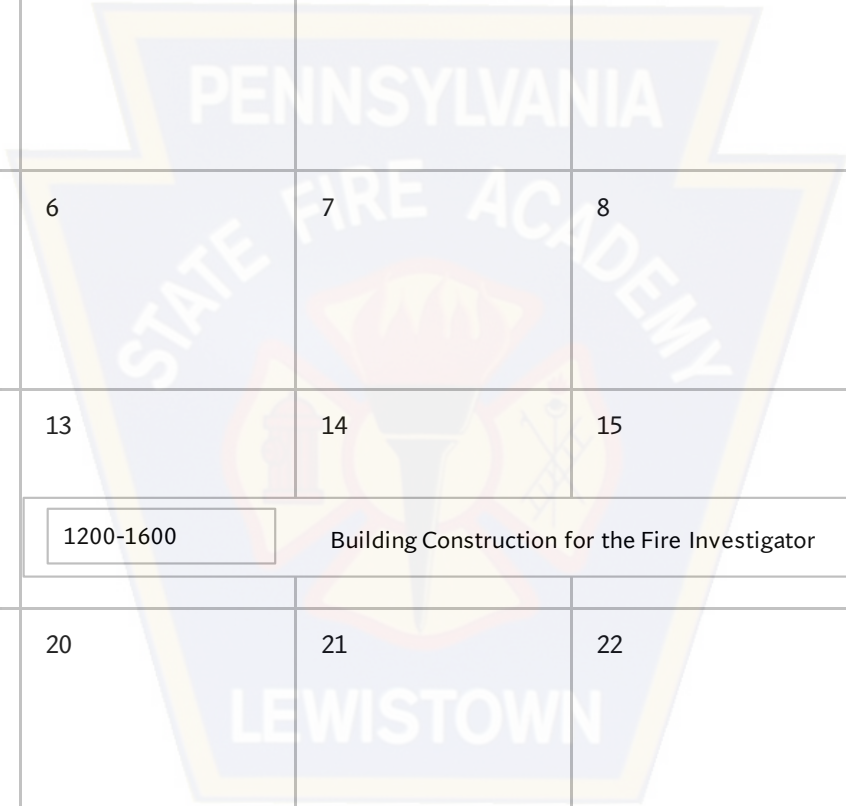 PENNSYLVANIA
STATE FIRE ACADEMY
6 7 8
13 14 15
1200-1600 Building Construction for the Fire Investigator
20 21 22
LEWISTOWN